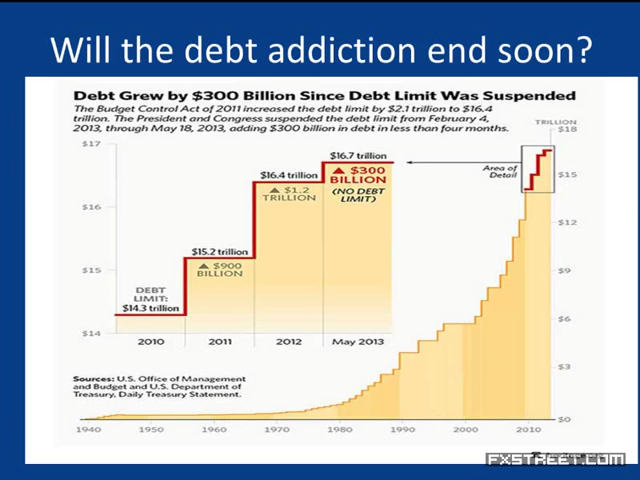 Will the debt addiction end soon?
Debt Grew by $300 Billion Since Debt Limit Was Suspended
The Budget Control Act of 2011 increased the debt limit by $2.1 trillion to $16.4
trillion. The President and Congress suspended the debt limit from February 4,
2013, through May 18, 2013, adding $300 billion in debt in less than four months.
TRILLION
$18
$17
$16.7 trillion
▲ $300
BILLION
(NO DEBT
LIMIT)
Area of
Detail
$15
$16.4 trillion
▲ $1.2
TRILLION
$16
$12
$15.2 trillion
▲ $900
BILLION
$15
$9
DEBT
LIMIT:
$14.3 trillion
$14
$6
2010 2011 2012 May 2013
$3
Sources: U.S. Office of Management
and Budget and U.S. Department of
Treasury, Daily Treasury Statement.
$0
1940 1950 1960 1970 1980 1990 2000 2010
FXSTREET.COM